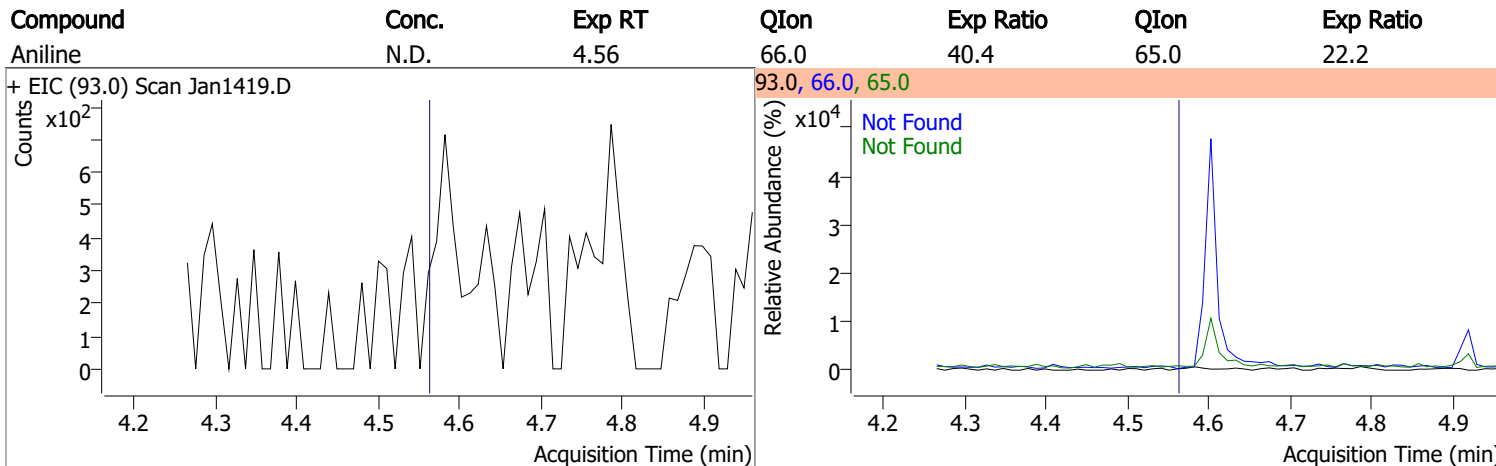 Compound Conc. Exp RT QIon Exp Ratio QIon Exp Ratio
Aniline N.D. 4.56 66.0 40.4 65.0 22.2
+ EIC (93.0) Scan Jan1419.D
Counts
x10²
6
5
4
3
2
1
0
4.2 4.3 4.4 4.5 4.6 4.7 4.8 4.9
Acquisition Time (min)
93.0, 66.0, 65.0
Relative Abundance (%)
x10⁴
Not Found
Not Found
4
3
2
1
0
4.2 4.3 4.4 4.5 4.6 4.7 4.8 4.9
Acquisition Time (min)